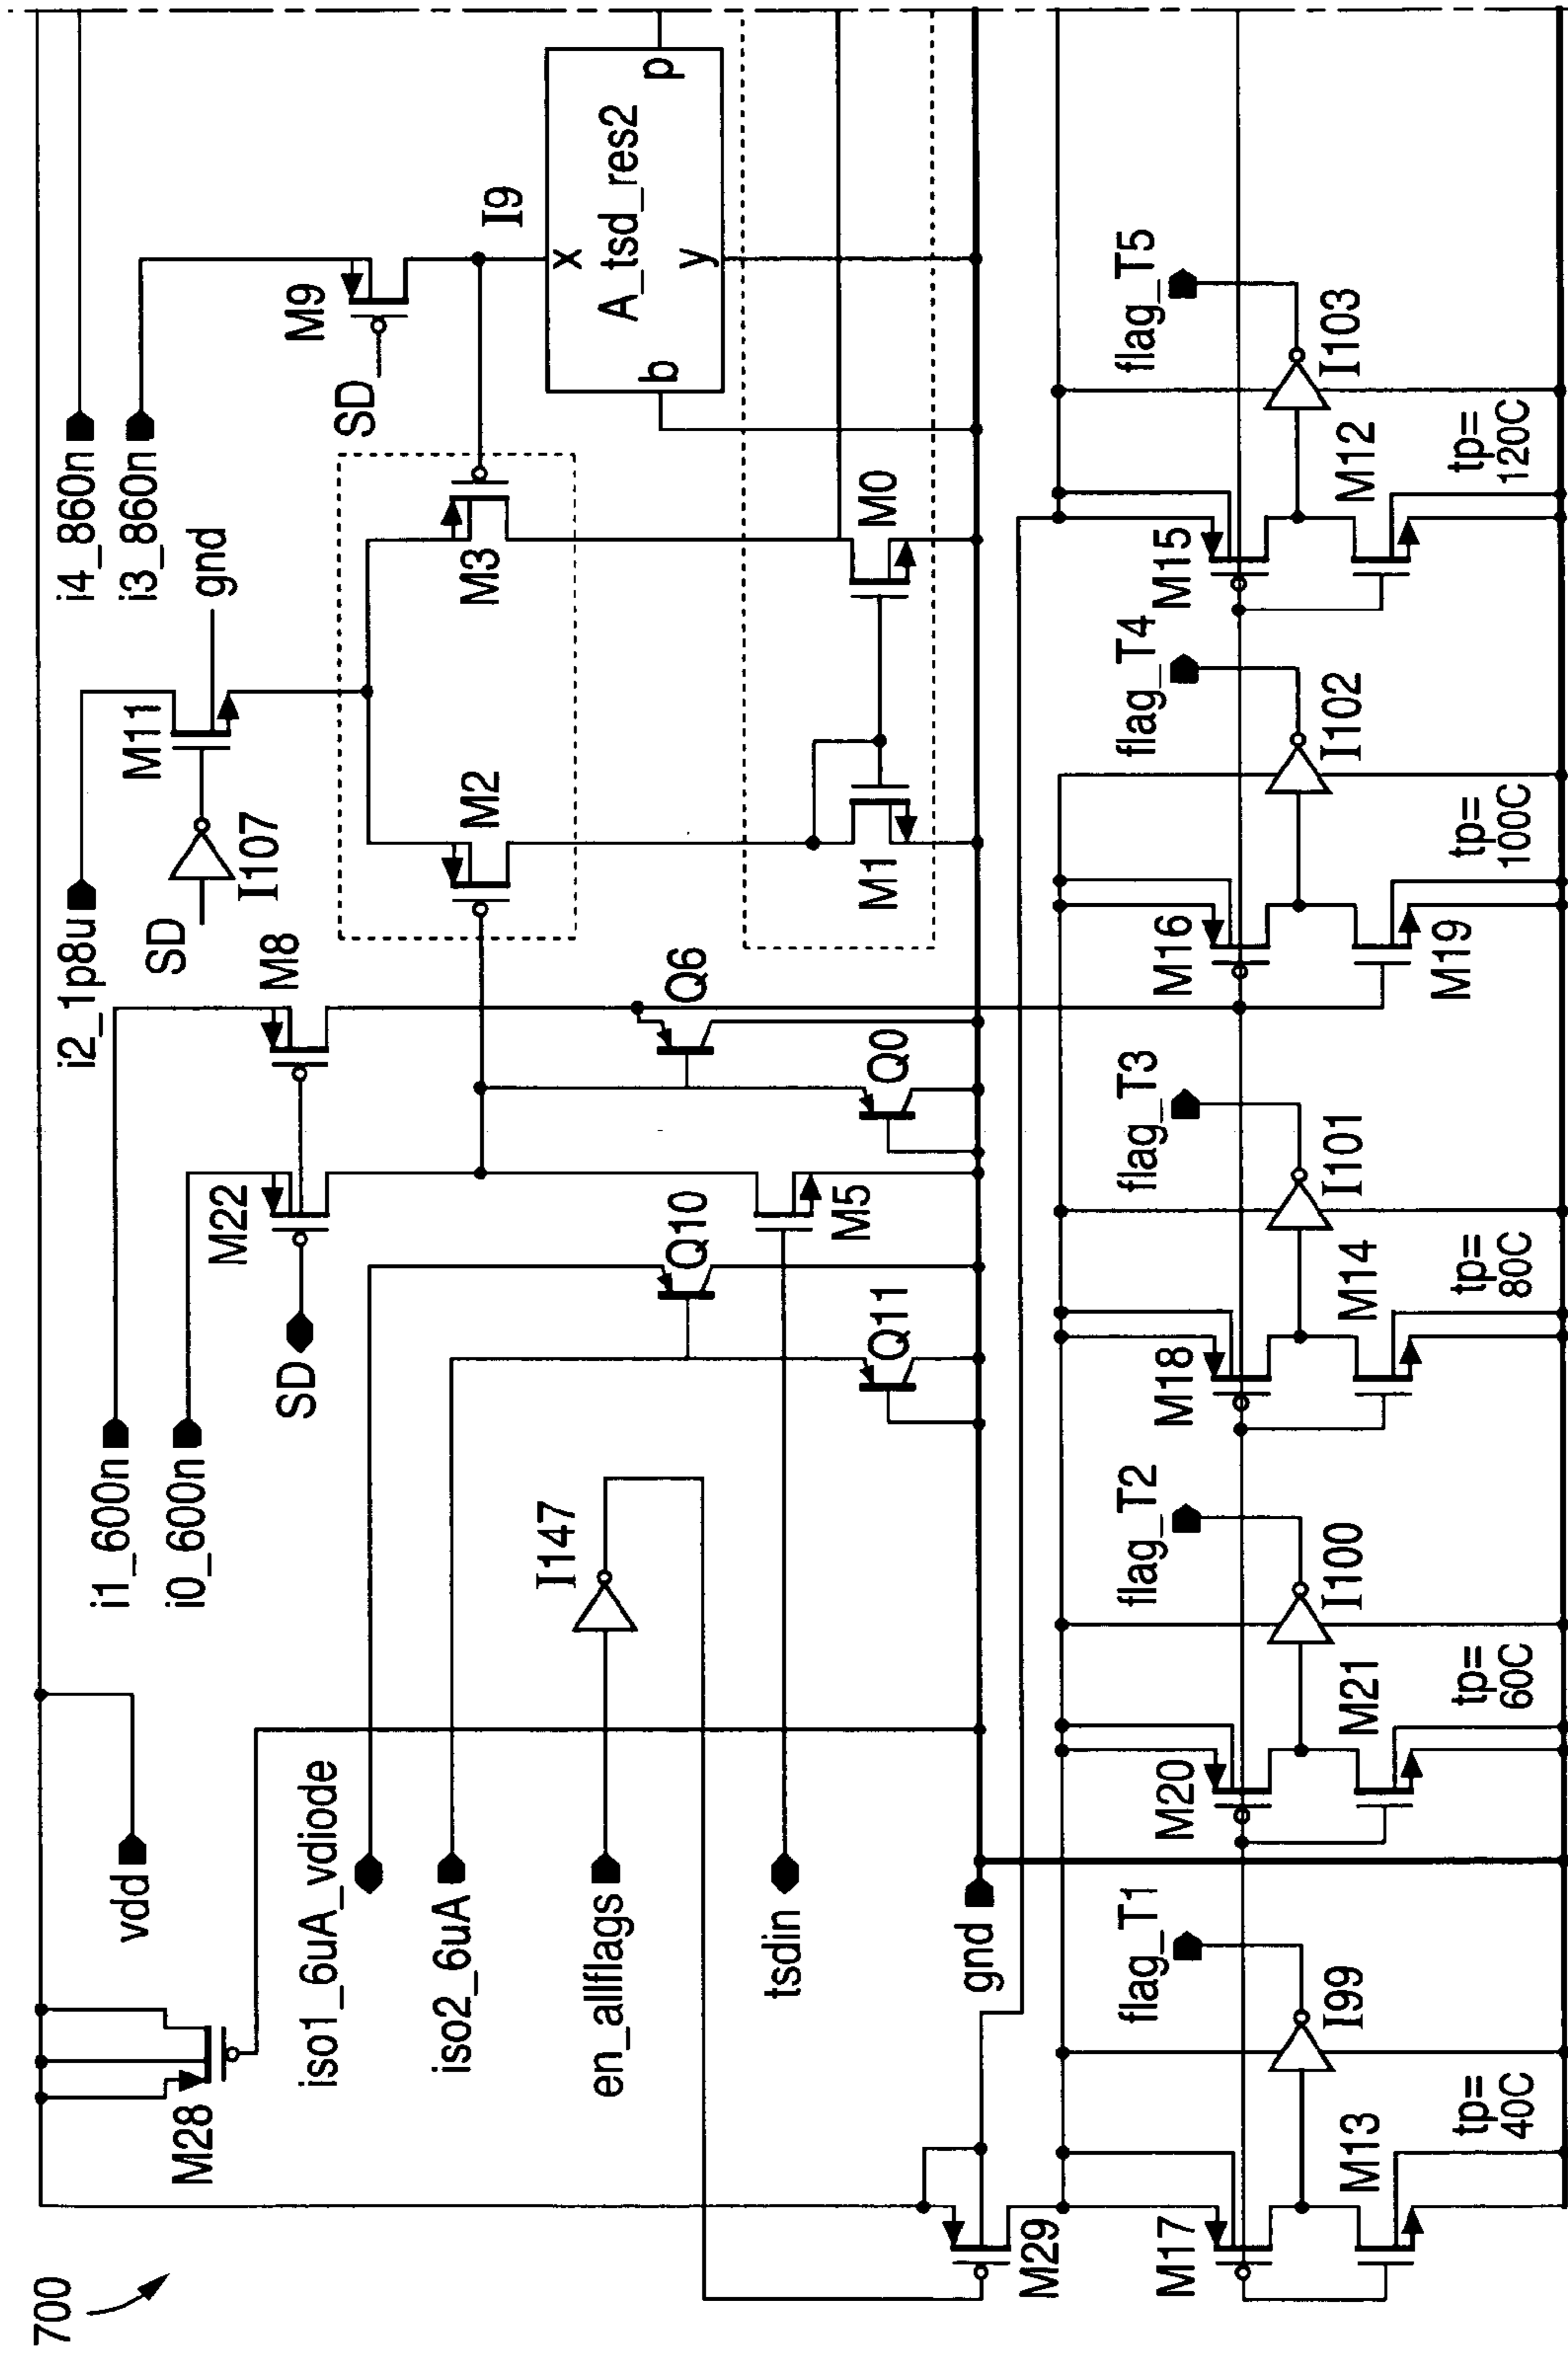 700
M28
vdd
i1_600n
i0_600n
i2_1p8u
i4_860n
i3_860n
SD
I107
M11
gnd
M8
M22
SD
M9
SD
I9
iso1_6uA_vdiode
iso2_6uA
en_allflags
tsdin
gnd
I147
Q10
Q11
M5
Q6
Q0
M2
M3
M1
M0
x
A_tsd_res2
y
b
p
M29
flag_T1
flag_T2
flag_T3
flag_T4
flag_T5
M17
M13
I99
tp=
40C
M20
M21
I100
tp=
60C
M18
M14
I101
tp=
80C
M16
M19
I102
tp=
100C
M15
M12
I103
tp=
120C